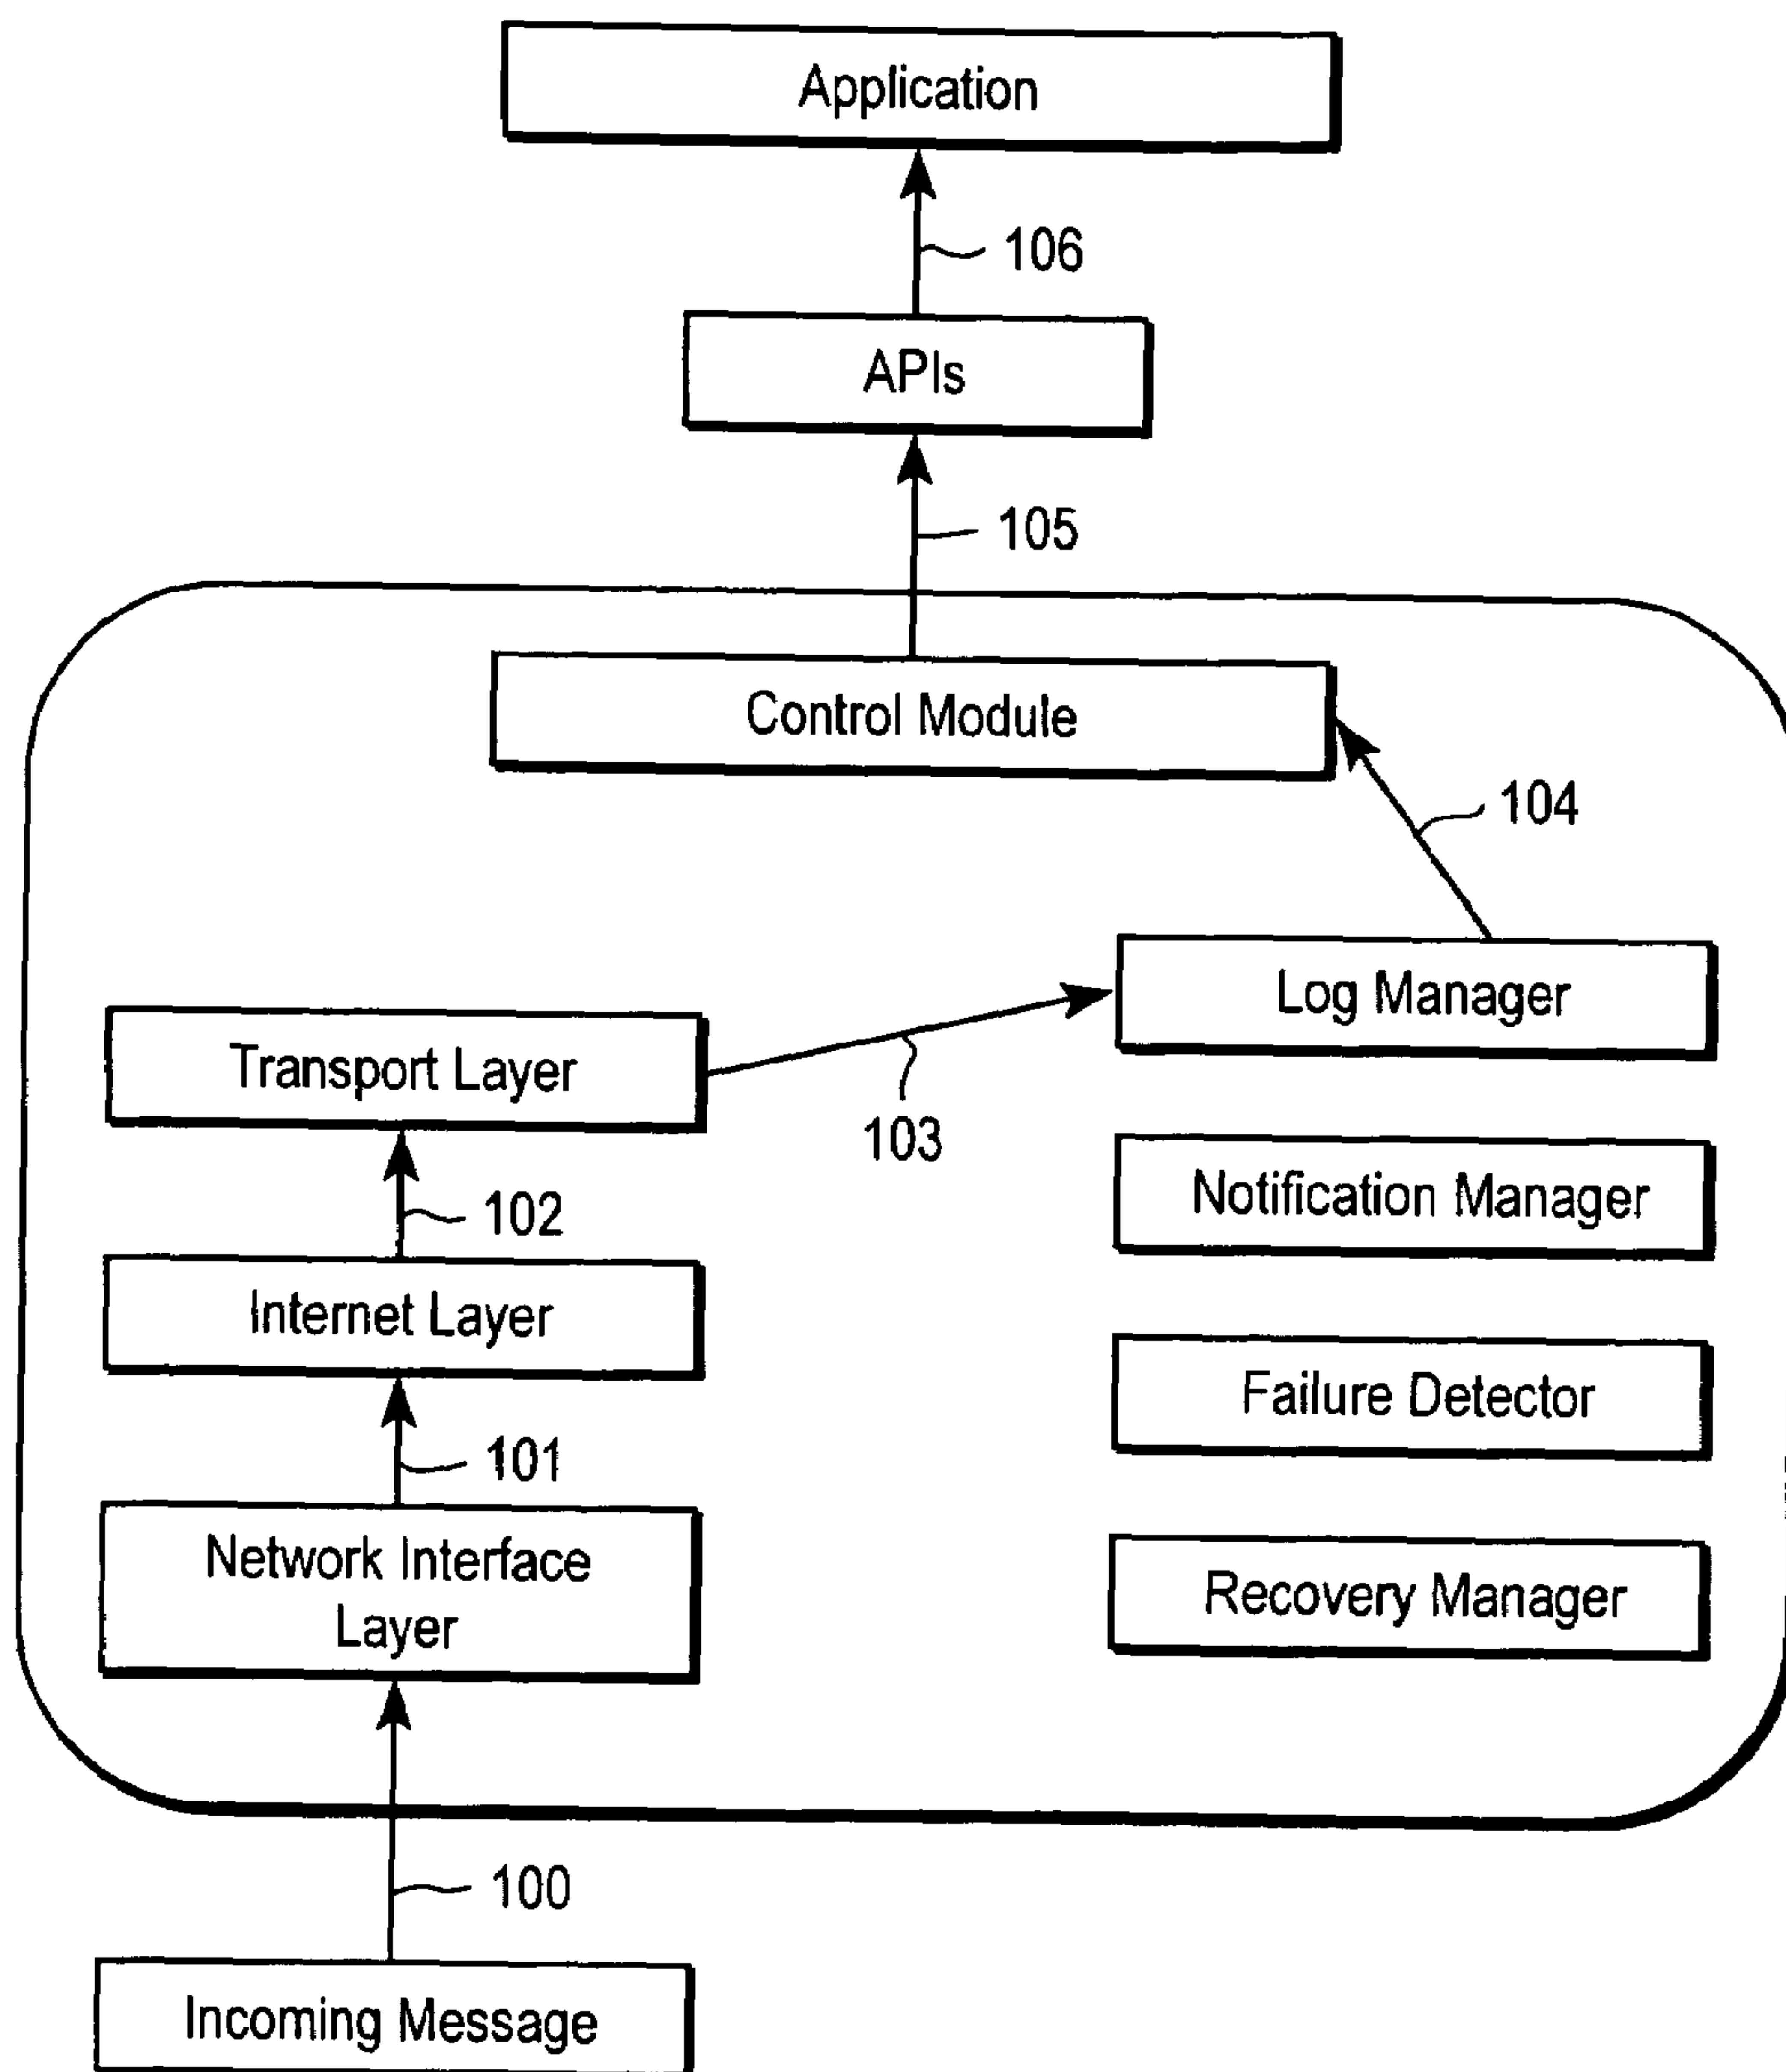 Application
106
APIs
105
Control Module
104
Log Manager
Transport Layer
103
Notification Manager
102
Internet Layer
Failure Detector
101
Network Interface
Layer
Recovery Manager
100
Incoming Message